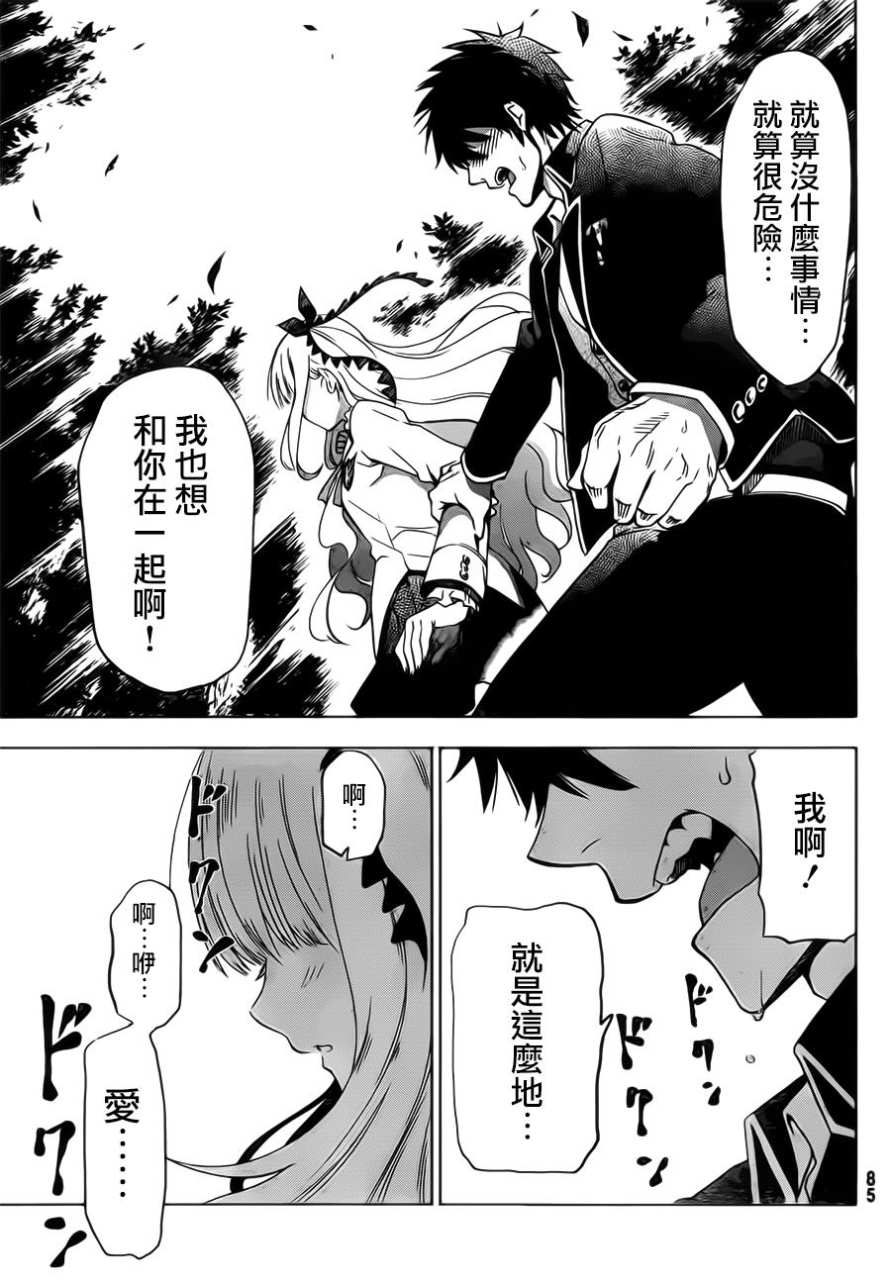 就算沒什麼事情…
就算很危險…
我也想
和你在一起啊！
我啊！
就是這麼地
…
ドクン
ドクン
啊…
ドクン
啊…咿…
愛……
ドクン
85